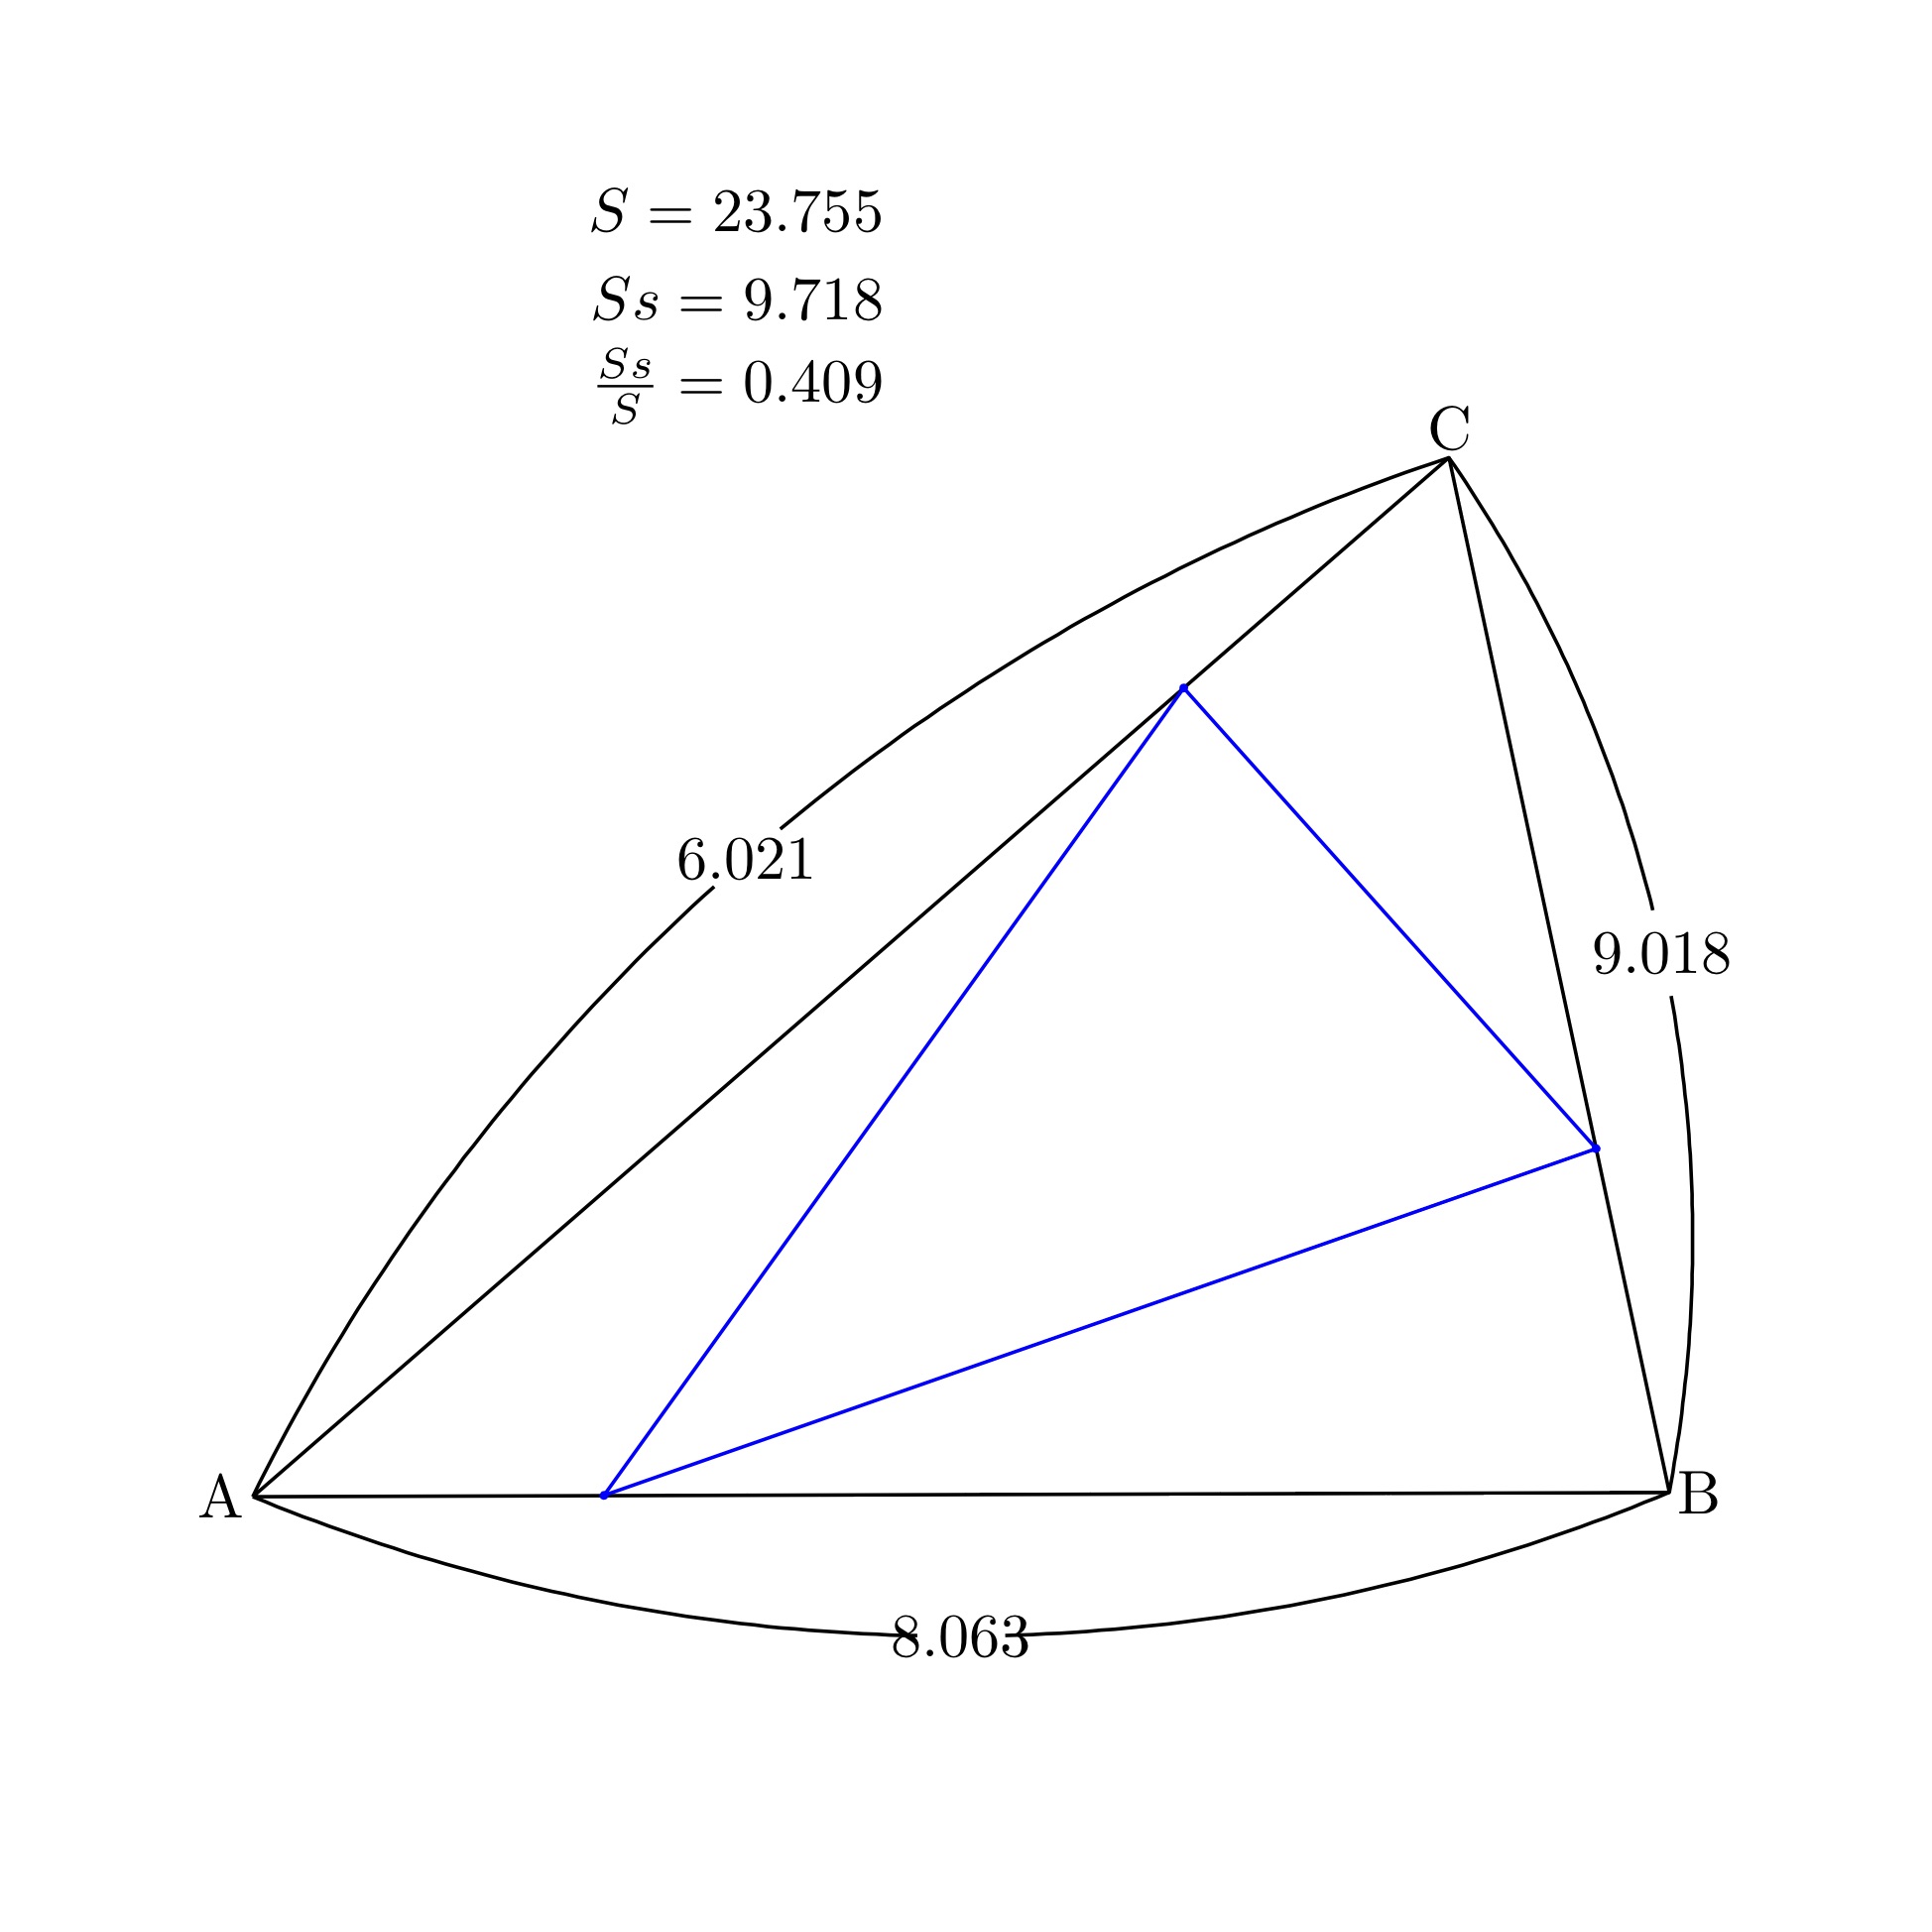 S = 23.755
Ss = 9.718
Ss/S = 0.409
C
6.021
9.018
A
B
8.063